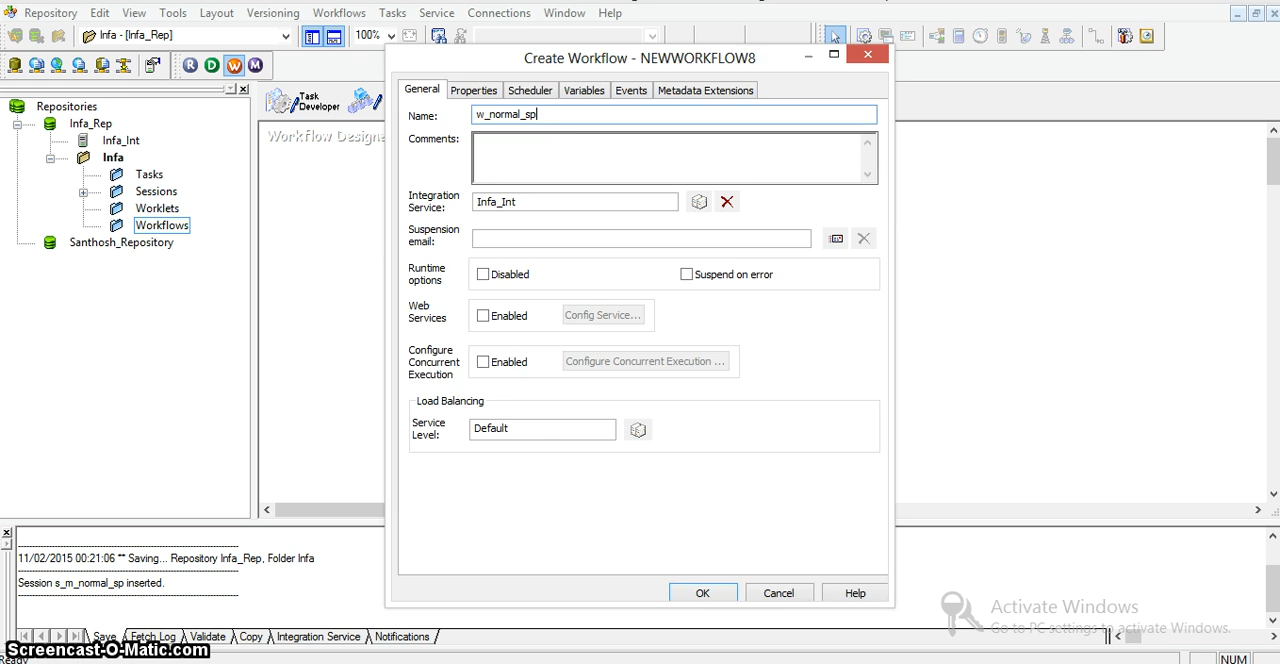 Repository Edit View Tools Layout Versioning Workflows Tasks Service Connections Window Help
Infa - [Infa_Rep] 100%
R D W M
Create Workflow - NEWWORKFLOW8
General Properties Scheduler Variables Events Metadata Extensions
Name: w_normal_sp
Comments:
Integration Service: Infa_Int
Suspension email:
Runtime options Disabled Suspend on error
Web Services Enabled Config Service...
Configure Concurrent Execution Enabled Configure Concurrent Execution ...
Load Balancing
Service Level: Default
OK Cancel Help
Repositories
Infa_Rep
Infa_Int
Infa
Tasks
Sessions
Worklets
Workflows
Santhosh_Repository
Task Developer
Workflow Designe
11/02/2015 00:21:06 ** Saving... Repository Infa_Rep, Folder Infa
Session s_m_normal_sp inserted.
Save Fetch Log Validate Copy Integration Service Notifications
Activate Windows
Go to PC settings to activate Windows.
Screencast-O-Matic.com
Ready NUM